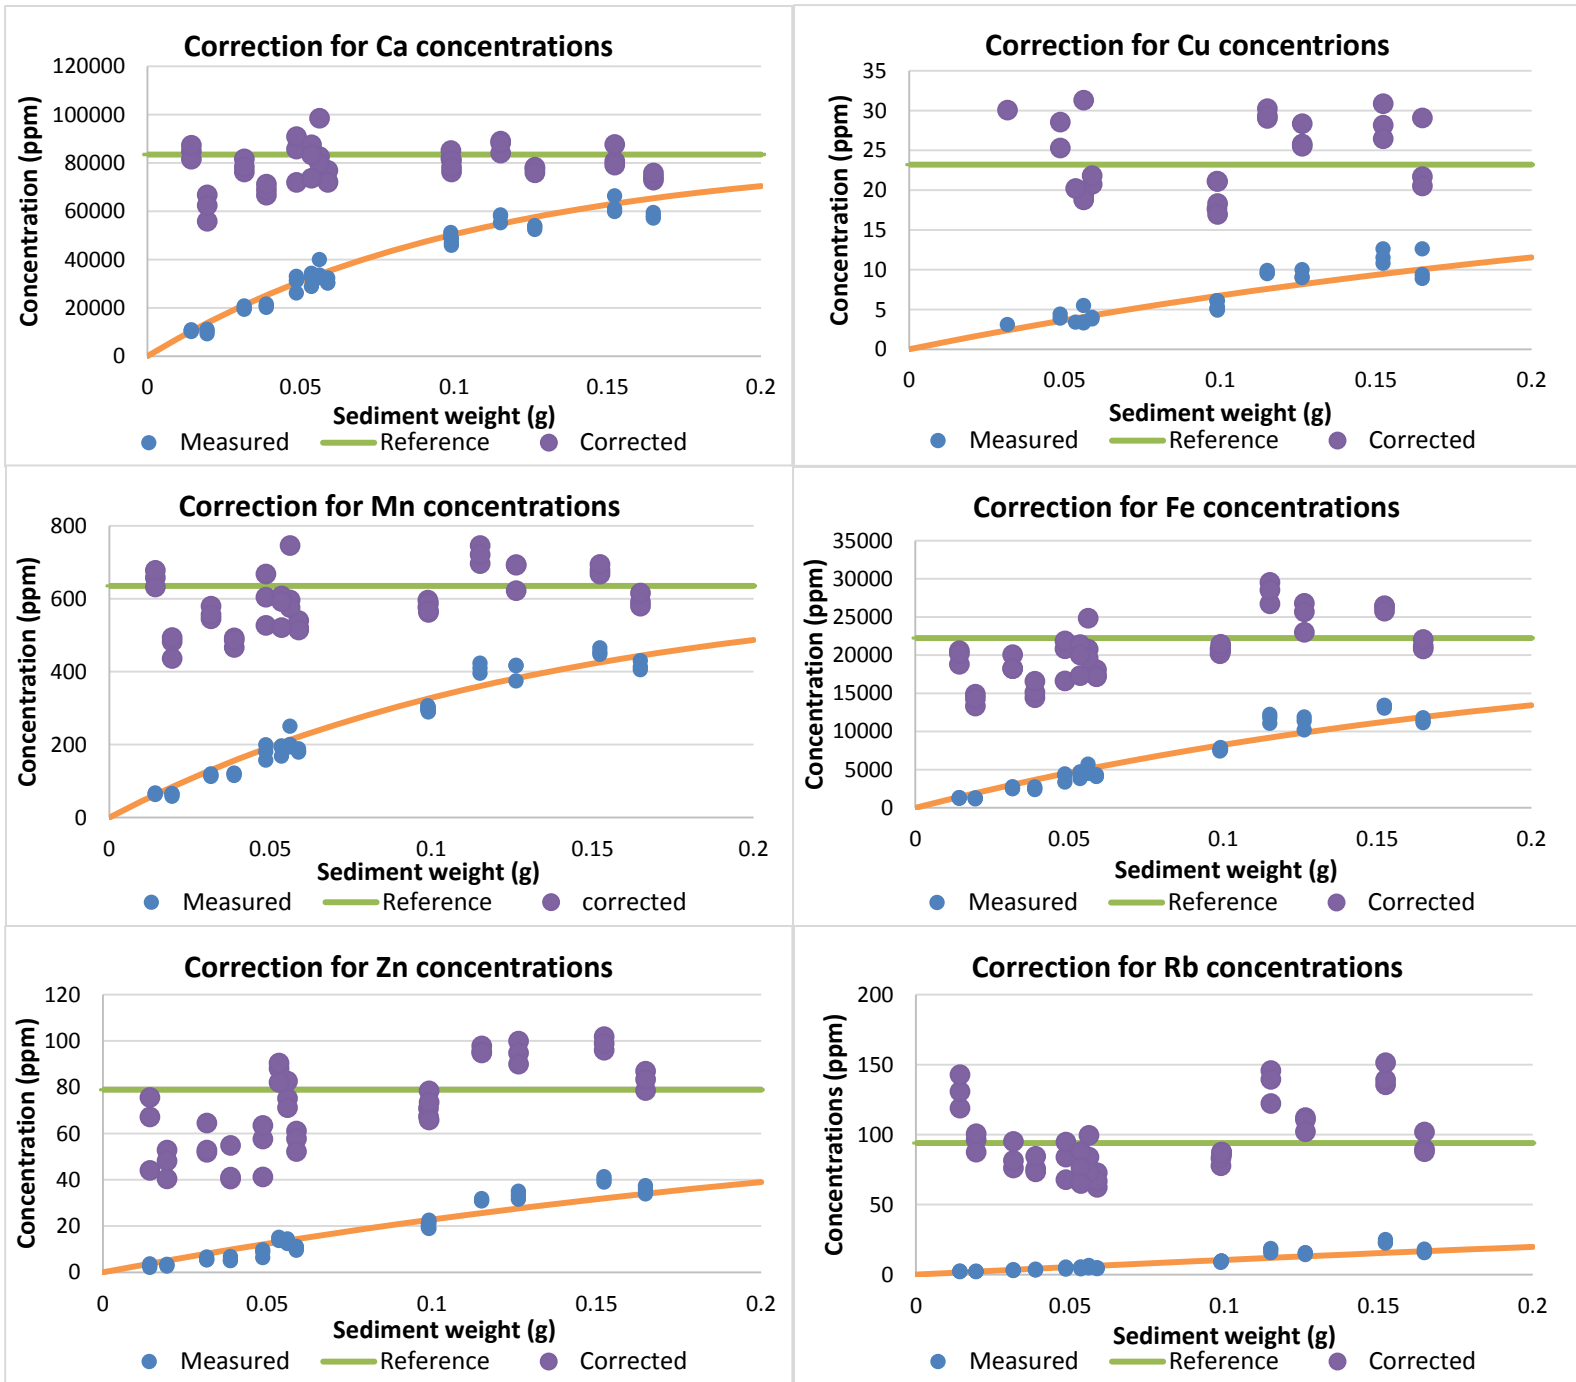 Correction for Ca concentrations
Concentration (ppm)
120000
100000
80000
60000
40000
20000
0
0 0.05 0.1 0.15 0.2
Sediment weight (g)
Measured Reference Corrected
Correction for Cu concentrions
Concentration (ppm)
35
30
25
20
15
10
5
0
0 0.05 0.1 0.15 0.2
Sediment weight (g)
Measured Reference Corrected
Correction for Mn concentrations
Concentration (ppm)
800
600
400
200
0
0 0.05 0.1 0.15 0.2
Sediment weight (g)
Measured Reference corrected
Correction for Fe concentrations
Concentration (ppm)
35000
30000
25000
20000
15000
10000
5000
0
0 0.05 0.1 0.15 0.2
Sediment weight (g)
Measured Reference Corrected
Correction for Zn concentrations
Concentration (ppm)
120
100
80
60
40
20
0
0 0.05 0.1 0.15 0.2
Sediment weight (g)
Measured Reference Corrected
Correction for Rb concentrations
Concentrations (ppm)
200
150
100
50
0
0 0.05 0.1 0.15 0.2
Sediment weight (g)
Measured Reference Corrected